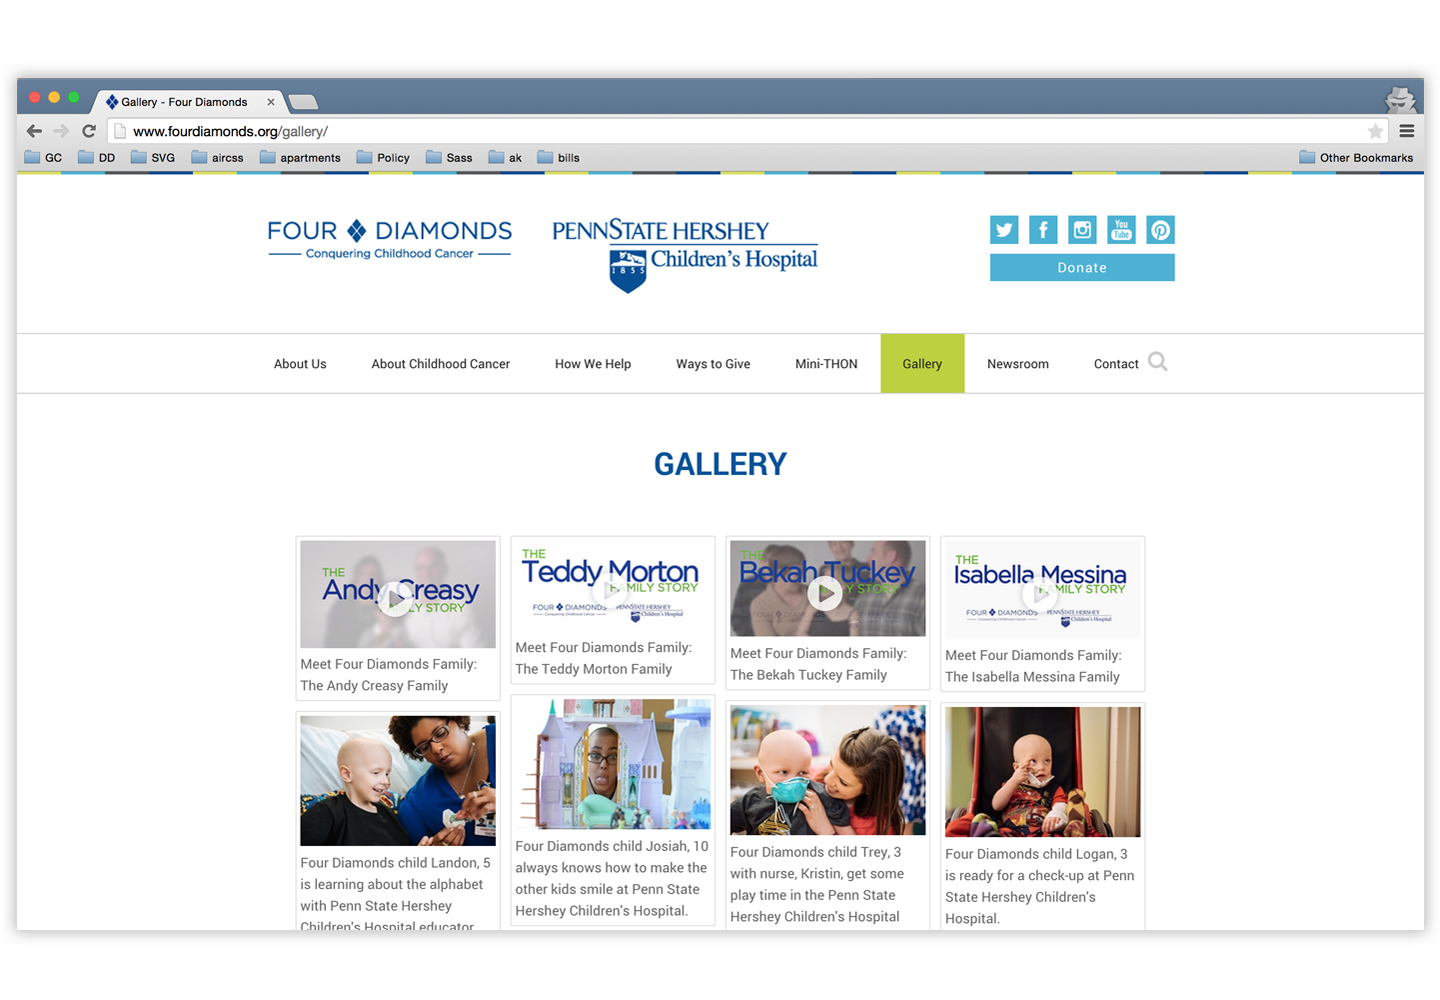 Gallery - Four Diamonds
www.fourdiamonds.org/gallery/
GC DD SVG aircss apartments Policy Sass ak bills Other Bookmarks
FOUR DIAMONDS
Conquering Childhood Cancer
PENNSTATE HERSHEY
Children's Hospital
1855
You
Tube
Donate
About Us About Childhood Cancer How We Help Ways to Give Mini-THON Gallery Newsroom Contact
GALLERY
THE
Andy Creasy
FAMILY STORY
Meet Four Diamonds Family:
The Andy Creasy Family
THE
Teddy Morton
FAMILY STORY
FOUR DIAMONDS
Conquering Childhood Cancer
PENNSTATE HERSHEY
Children's Hospital
Meet Four Diamonds Family:
The Teddy Morton Family
THE
Bekah Tuckey
FAMILY STORY
Meet Four Diamonds Family:
The Bekah Tuckey Family
THE
Isabella Messina
FAMILY STORY
FOUR DIAMONDS
Conquering Childhood Cancer
PENNSTATE HERSHEY
Children's Hospital
Meet Four Diamonds Family:
The Isabella Messina Family
Four Diamonds child Landon, 5
is learning about the alphabet
with Penn State Hershey
Children's Hospital educator
Four Diamonds child Josiah, 10
always knows how to make the
other kids smile at Penn State
Hershey Children's Hospital.
Four Diamonds child Trey, 3
with nurse, Kristin, get some
play time in the Penn State
Hershey Children's Hospital
Four Diamonds child Logan, 3
is ready for a check-up at Penn
State Hershey Children's
Hospital.